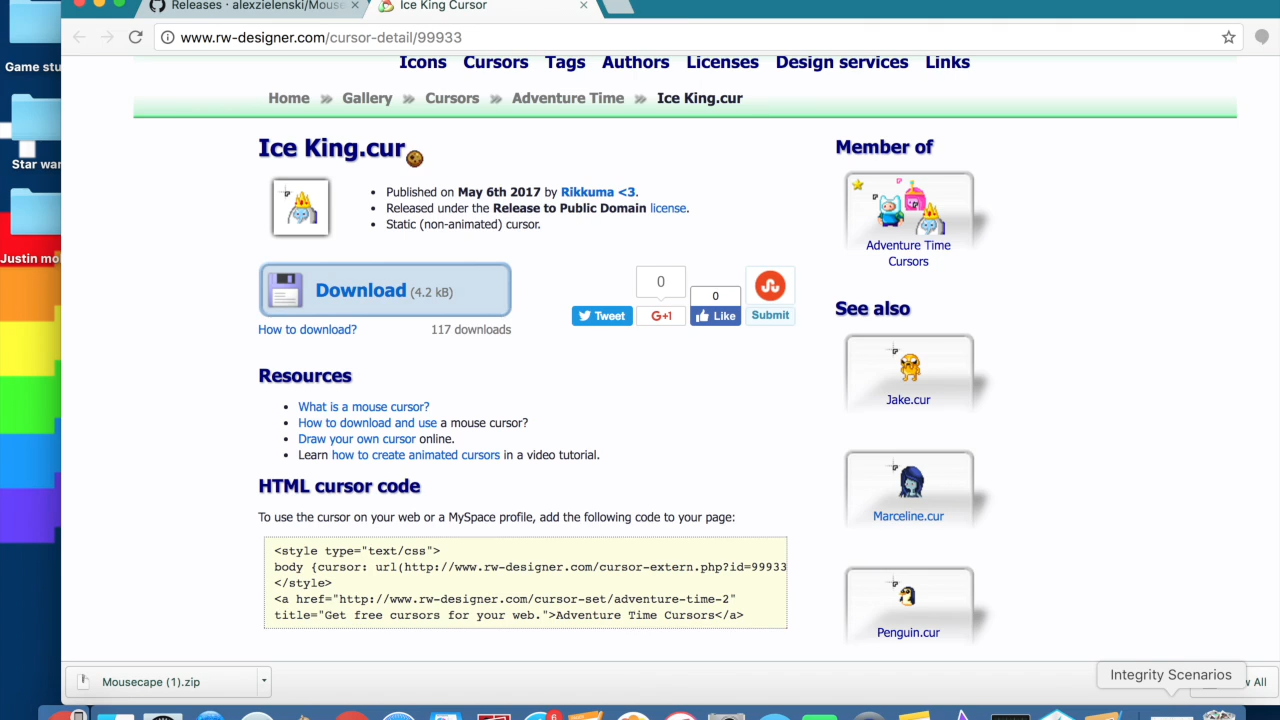 Releases · alexzielenski/Mouse
Ice King Cursor
www.rw-designer.com/cursor-detail/99933
Game stu
Star war
Justin mo
Icons Cursors Tags Authors Licenses Design services Links
Home Gallery Cursors Adventure Time Ice King.cur
Ice King.cur
Published on May 6th 2017 by Rikkuma <3.
Released under the Release to Public Domain license.
Static (non-animated) cursor.
Download (4.2 kB)
How to download? 117 downloads
0
0
Tweet
G+1
Like
Submit
Resources
What is a mouse cursor?
How to download and use a mouse cursor?
Draw your own cursor online.
Learn how to create animated cursors in a video tutorial.
HTML cursor code
To use the cursor on your web or a MySpace profile, add the following code to your page:
<style type="text/css">
body {cursor: url(http://www.rw-designer.com/cursor-extern.php?id=99933
</style>
<a href="http://www.rw-designer.com/cursor-set/adventure-time-2"
title="Get free cursors for your web.">Adventure Time Cursors</a>
Member of
Adventure Time
Cursors
See also
Jake.cur
Marceline.cur
Penguin.cur
Mousecape (1).zip
Integrity Scenarios
All
6